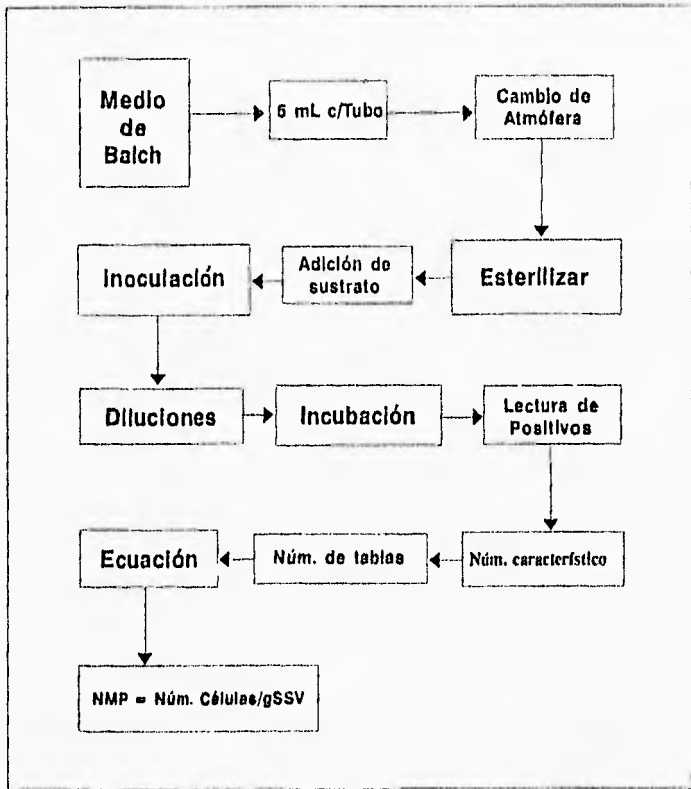 Medio
de
Balch
5 mL c/Tubo
Cambio de
Atmófera
Esterilizar
Adición de
sustrato
Inoculación
Diluciones
Incubación
Lectura de
Positivos
Núm. característico
Núm. de tablas
Ecuación
NMP = Núm. Células/gSSV